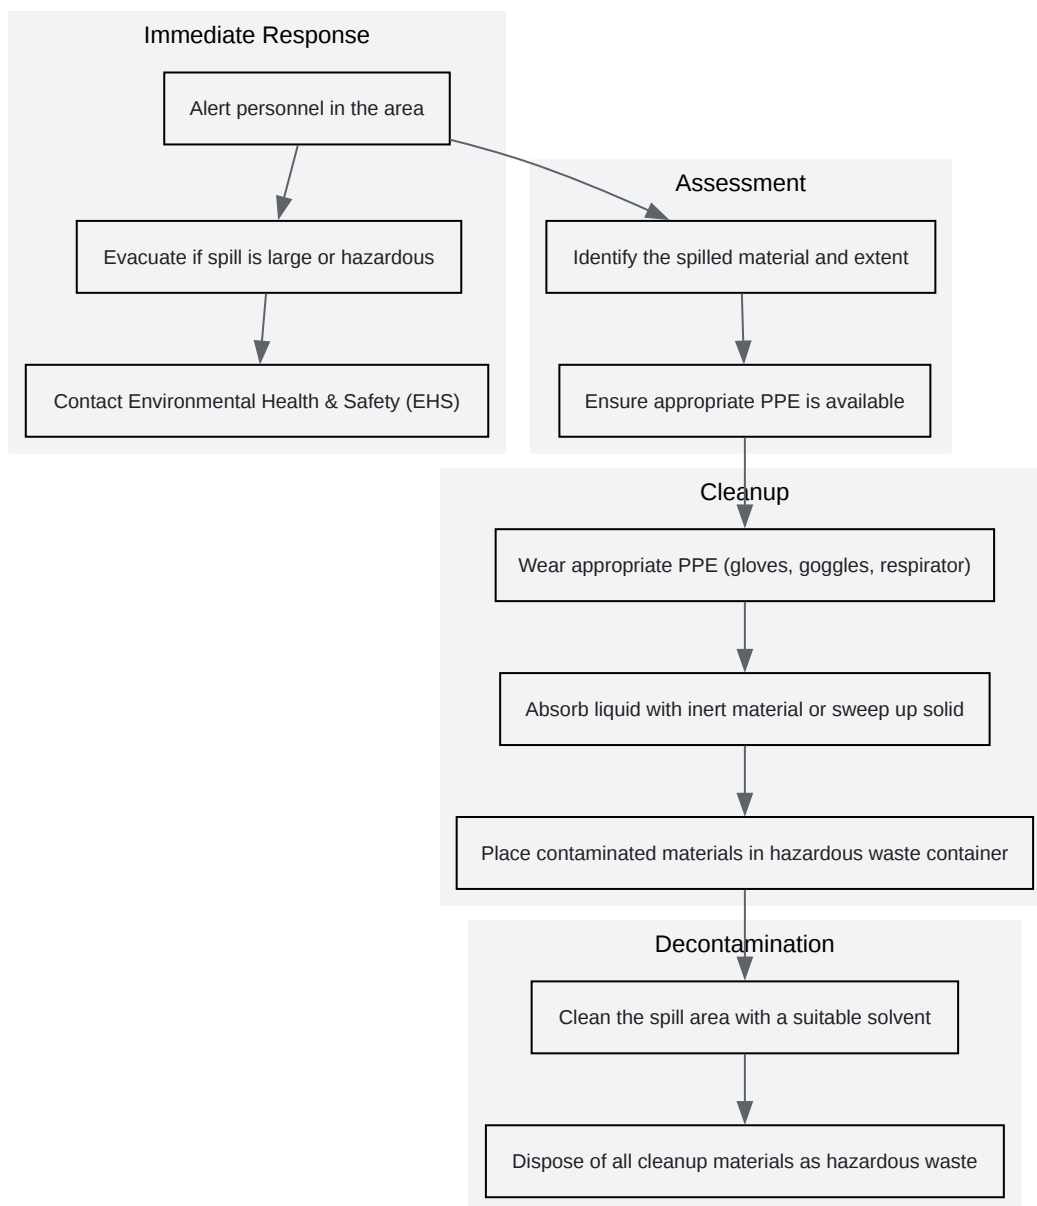 Immediate Response
Alert personnel in the area
Evacuate if spill is large or hazardous
Contact Environmental Health & Safety (EHS)
Assessment
Identify the spilled material and extent
Ensure appropriate PPE is available
Cleanup
Wear appropriate PPE (gloves, goggles, respirator)
Absorb liquid with inert material or sweep up solid
Place contaminated materials in hazardous waste container
Decontamination
Clean the spill area with a suitable solvent
Dispose of all cleanup materials as hazardous waste